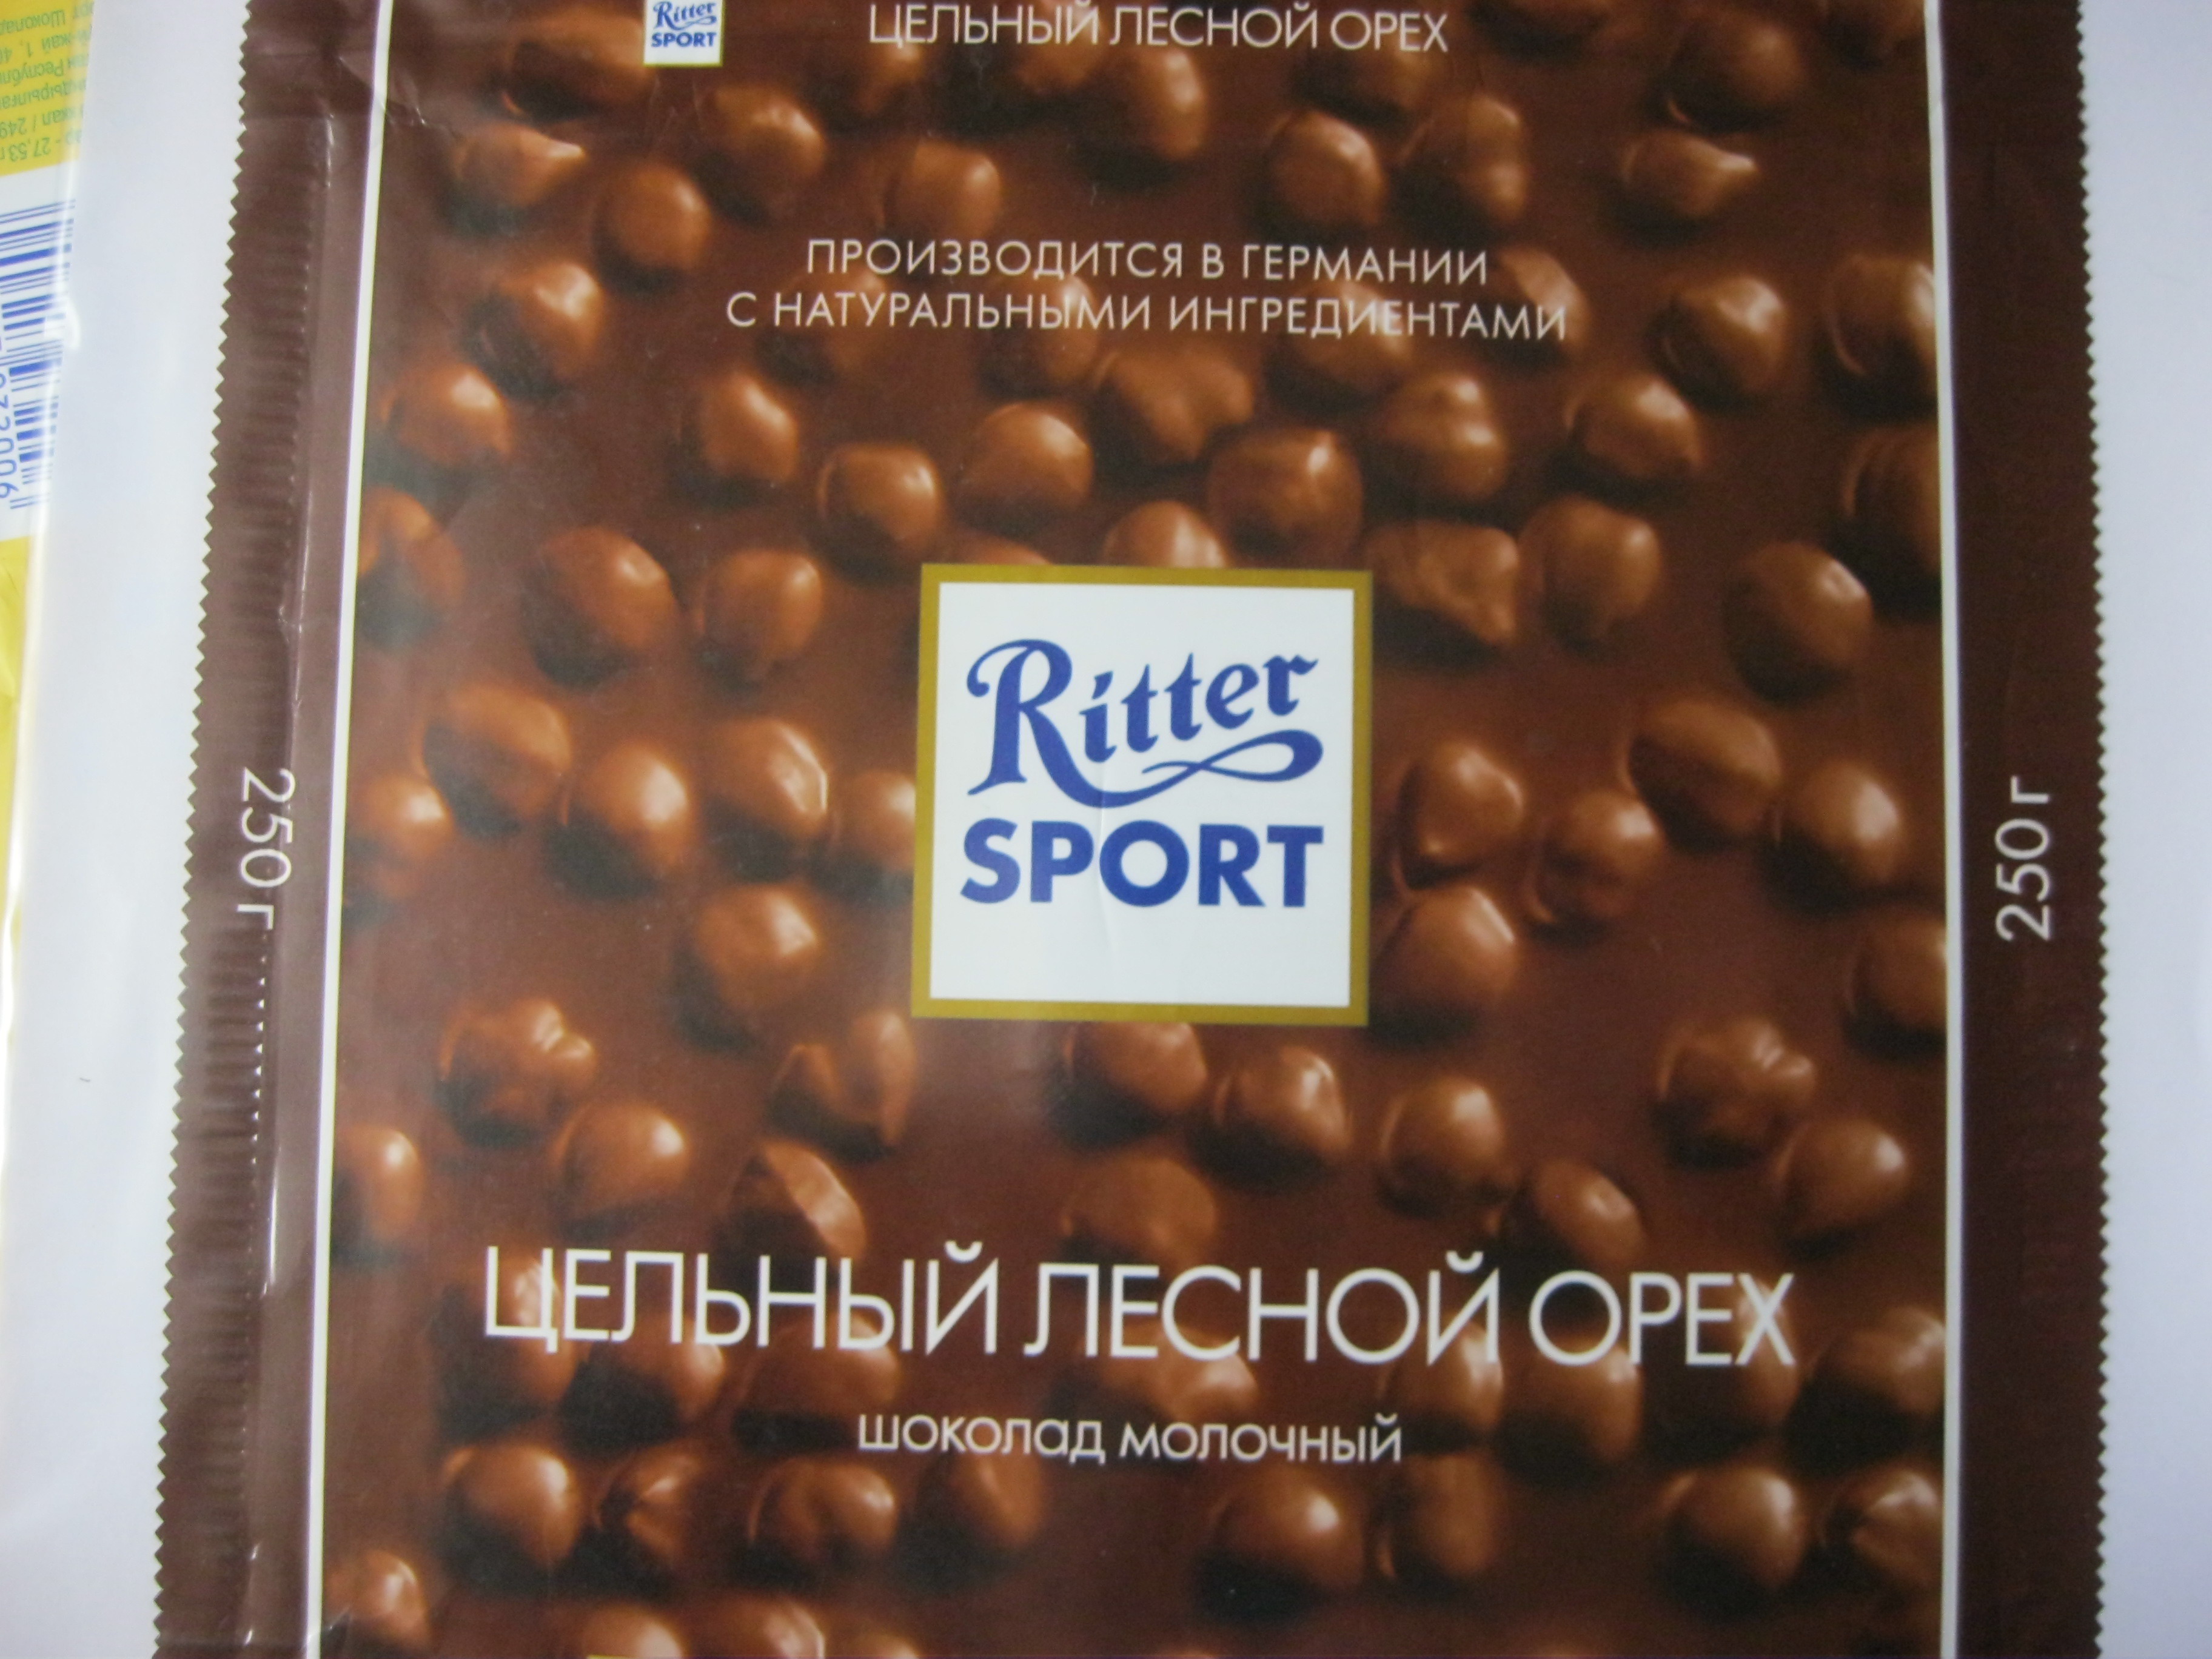 Ritter
SPORT
ЦЕЛЬНЫЙ ЛЕСНОЙ ОРЕХ
ПРОИЗВОДИТСЯ В ГЕРМАНИИ
С НАТУРАЛЬНЫМИ ИНГРЕДИЕНТАМИ
Ritter
SPORT
250 г
250 г
ЦЕЛЬНЫЙ ЛЕСНОЙ ОРЕХ
шоколад молочный